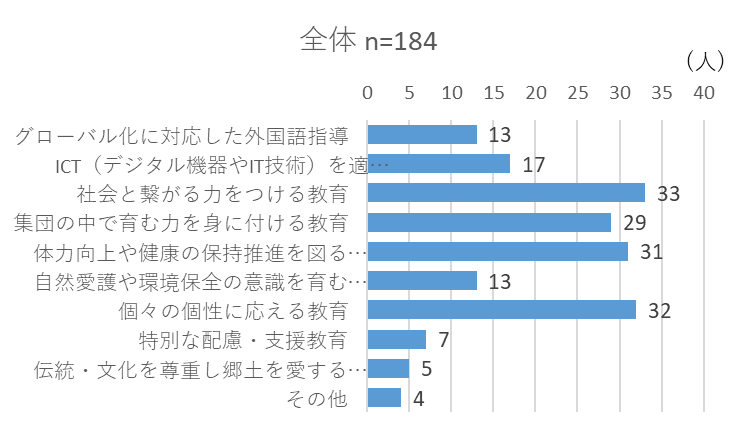 全体 n=184
(人)
0 5 10 15 20 25 30 35 40
グローバル化に対応した外国語指導 13
ICT（デジタル機器やIT技術）を適… 17
社会と繋がる力をつける教育 33
集団の中で育む力を身に付ける教育 29
体力向上や健康の保持推進を図る… 31
自然愛護や環境保全の意識を育む… 13
個々の個性に応える教育 32
特別な配慮・支援教育 7
伝統・文化を尊重し郷土を愛する… 5
その他 4